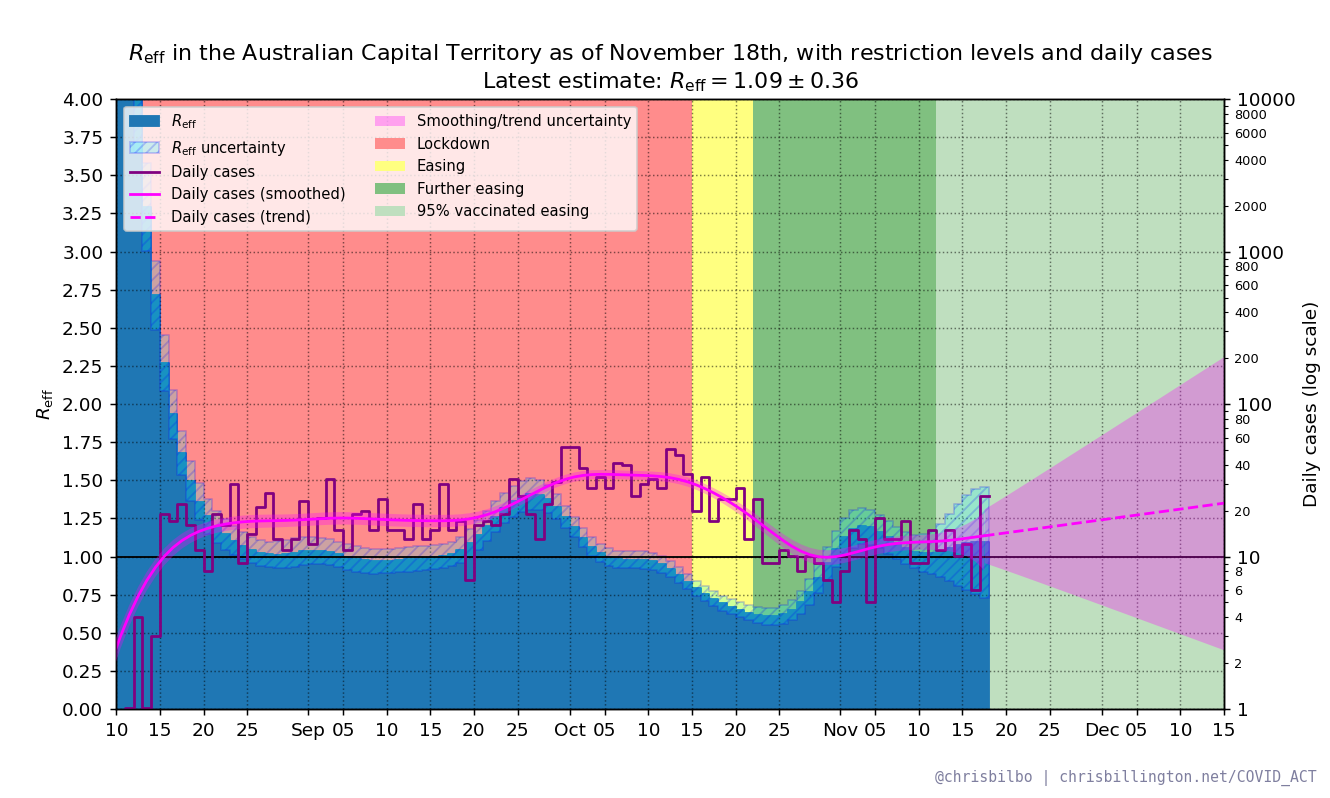 R_eff in the Australian Capital Territory as of November 18th, with restriction levels and daily cases
Latest estimate: R_eff = 1.09 ± 0.36
R_eff
R_eff uncertainty
Daily cases
Daily cases (smoothed)
Daily cases (trend)
Smoothing/trend uncertainty
Lockdown
Easing
Further easing
95% vaccinated easing
R_eff
4.00
3.75
3.50
3.25
3.00
2.75
2.50
2.25
2.00
1.75
1.50
1.25
1.00
0.75
0.50
0.25
0.00
10000
8000
6000
4000
2000
1000
800
600
400
200
100
80
60
40
20
10
8
6
4
2
1
Daily cases (log scale)
10 15 20 25 Sep 05 10 15 20 25 Oct 05 10 15 20 25 Nov 05 10 15 20 25 Dec 05 10 15
@chrisbilbo | chrisbillington.net/COVID_ACT